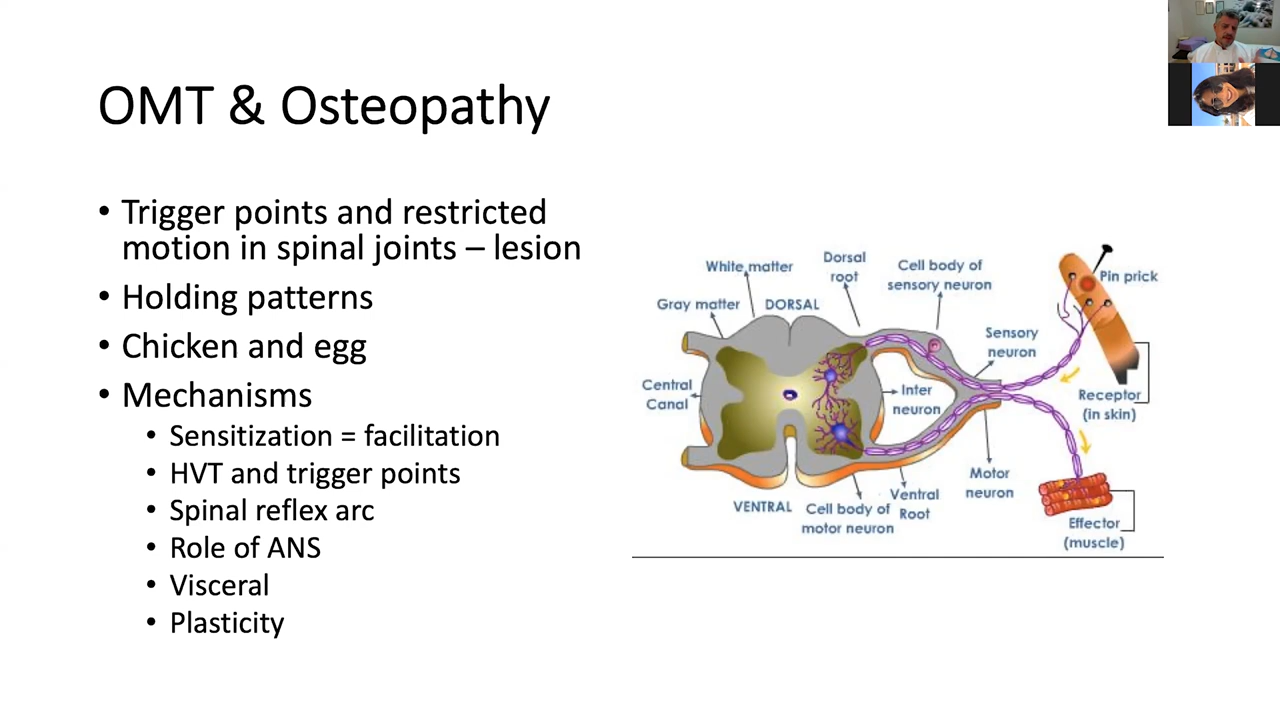 OMT & Osteopathy
• Trigger points and restricted
motion in spinal joints – lesion
• Holding patterns
• Chicken and egg
• Mechanisms
• Sensitization = facilitation
• HVT and trigger points
• Spinal reflex arc
• Role of ANS
• Visceral
• Plasticity
White matter
Gray matter
DORSAL
Dorsal
root
Cell body of
sensory neuron
Pin prick
Sensory
neuron
Central
Canal
Inter
neuron
Receptor
(in skin)
Motor
neuron
VENTRAL
Cell body of
motor neuron
Ventral
Root
Effector
(muscle)